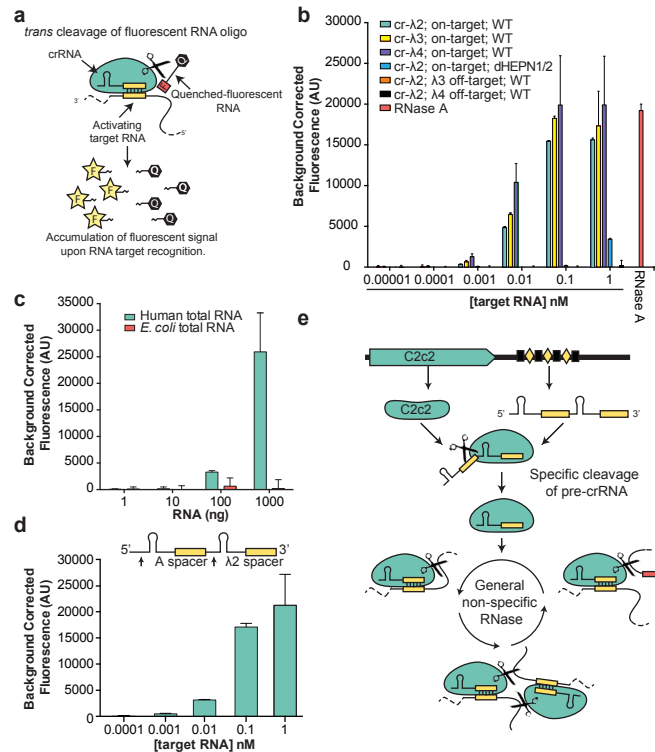 a
trans cleavage of fluorescent RNA oligo
crRNA
Q
F
Quenched-fluorescent
RNA
3'
5'
Activating
target RNA
F
Q
F
Q
F
Q
F
Q
Accumulation of fluorescent signal
upon RNA target recognition.
b
cr-λ2; on-target; WT
cr-λ3; on-target; WT
cr-λ4; on-target; WT
cr-λ2; on-target; dHEPN1/2
cr-λ2; λ3 off-target; WT
cr-λ2; λ4 off-target; WT
RNase A
Background Corrected
Fluorescence (AU)
25000
20000
15000
10000
5000
0
0.00001
0.0001
0.001
0.01
0.1
1
RNase A
[target RNA] nM
c
Human total RNA
E. coli total RNA
Background Corrected
Fluorescence (AU)
35000
30000
25000
20000
15000
10000
5000
0000
1
10
100
1000
RNA (ng)
d
5'
3'
A spacer
λ2 spacer
Background Corrected
Fluorescence (AU)
30000
25000
20000
15000
10000
5000
0
0.0001
0.001
0.01
0.1
1
[target RNA] nM
e
C2c2
C2c2
5'
3'
Specific cleavage
of pre-crRNA
General
non-specific
RNase